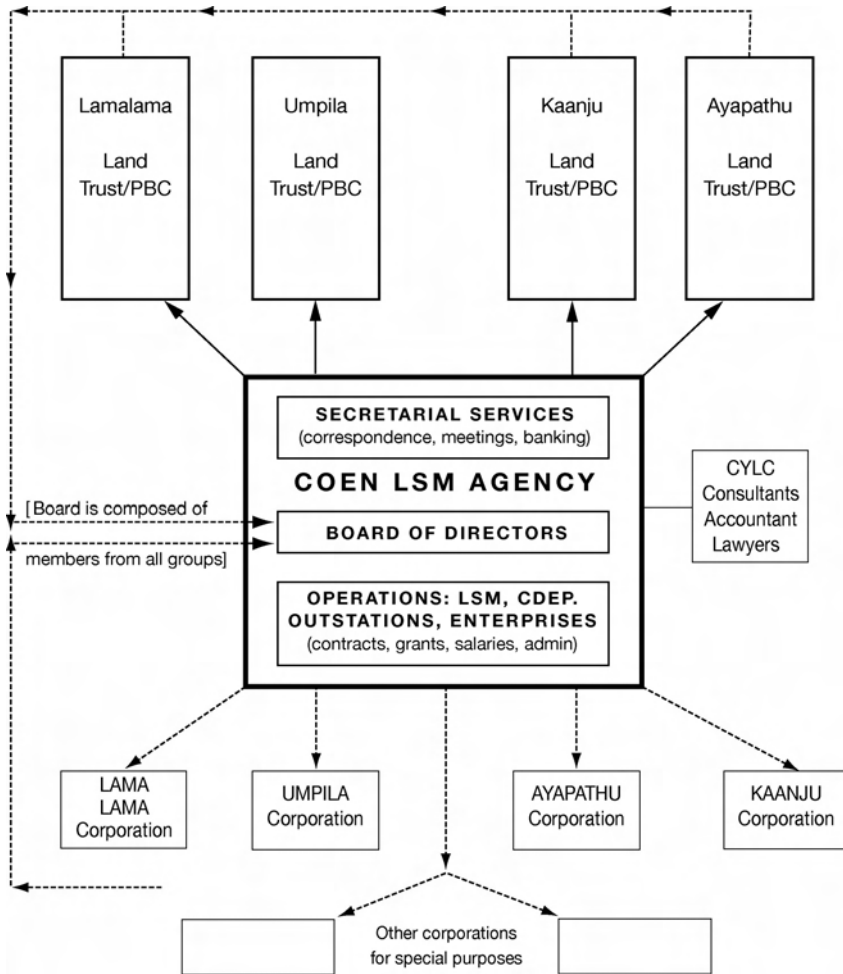 Lamalama
Land
Trust/PBC
Umpila
Land
Trust/PBC
Kaanju
Land
Trust/PBC
Ayapathu
Land
Trust/PBC
SECRETARIAL SERVICES
(correspondence, meetings, banking)
COEN LSM AGENCY
[Board is composed of
members from all groups]
BOARD OF DIRECTORS
CYLC
Consultants
Accountant
Lawyers
OPERATIONS: LSM, CDEP.
OUTSTATIONS, ENTERPRISES
(contracts, grants, salaries, admin)
LAMA
LAMA
Corporation
UMPILA
Corporation
AYAPATHU
Corporation
KAANJU
Corporation
Other corporations
for special purposes